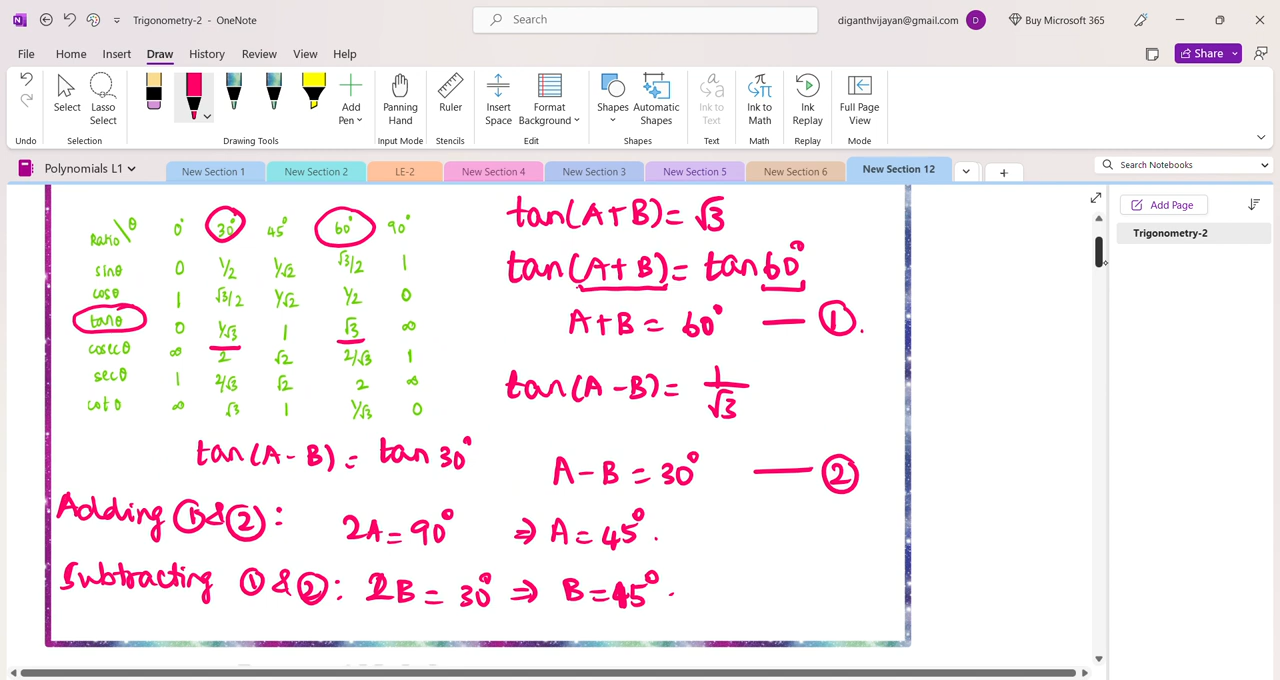 Trigonometry-2 - OneNote
Search
diganthvijayan@gmail.com D
Buy Microsoft 365
File Home Insert Draw History Review View Help
Share
Select
Lasso Select
Add Pen
Panning Hand
Ruler
Insert Space
Format Background
Shapes
Automatic Shapes
Ink to Text
Ink to Math
Ink Replay
Full Page View
Undo Selection Drawing Tools Input Mode Stencils Edit Shapes Text Math Replay Mode
Polynomials L1
New Section 1 New Section 2 LE-2 New Section 4 New Section 3 New Section 5 New Section 6 New Section 12
Search Notebooks
Add Page
Trigonometry-2
Ratio\θ 0° 30° 45° 60° 90°
sinθ 0 1/2 1/√2 √3/2 1
cosθ 1 √3/2 1/√2 1/2 0
tanθ 0 1/√3 1 √3 ∞
cosecθ ∞ 2 √2 2/√3 1
secθ 1 2/√3 √2 2 ∞
cotθ ∞ √3 1 1/√3 0
tan(A+B) = √3
tan(A+B) = tan 60°
A+B = 60° — ①.
tan(A-B) = 1/√3
tan(A-B) = tan 30°
A-B = 30° — ②
Adding ①&②: 2A = 90° ⇒ A = 45°.
Subtracting ①&②: 2B = 30° ⇒ B = 45°.